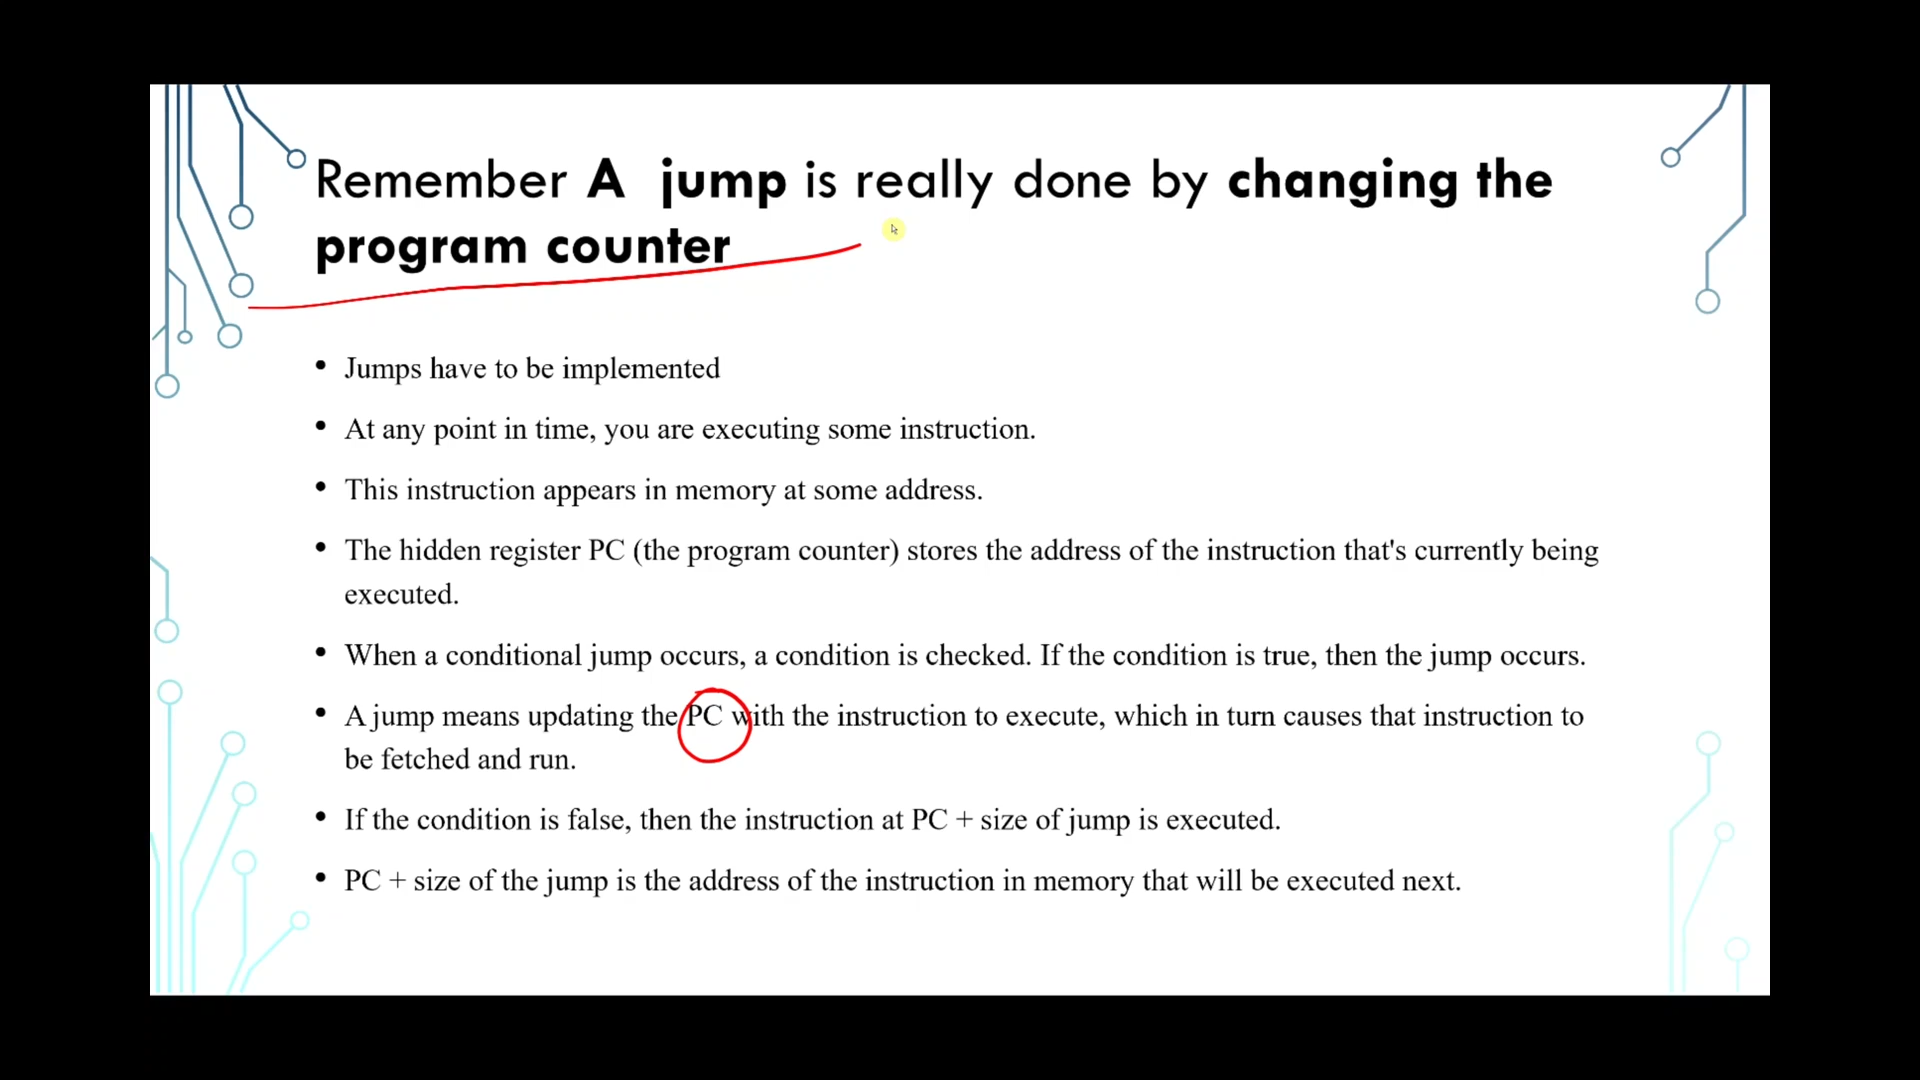 Remember A jump is really done by changing the
program counter
• Jumps have to be implemented
• At any point in time, you are executing some instruction.
• This instruction appears in memory at some address.
• The hidden register PC (the program counter) stores the address of the instruction that's currently being
executed.
• When a conditional jump occurs, a condition is checked. If the condition is true, then the jump occurs.
• A jump means updating the PC with the instruction to execute, which in turn causes that instruction to
be fetched and run.
• If the condition is false, then the instruction at PC + size of jump is executed.
• PC + size of the jump is the address of the instruction in memory that will be executed next.